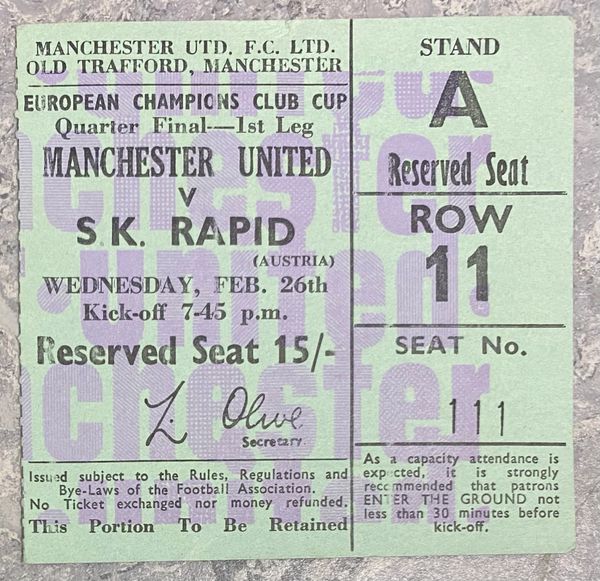 MANCHESTER UTD. F.C. LTD.
OLD TRAFFORD, MANCHESTER
EUROPEAN CHAMPIONS CLUB CUP
Quarter Final—1st Leg
MANCHESTER UNITED
V
S.K. RAPID
(AUSTRIA)
WEDNESDAY, FEB. 26th
Kick-off 7-45 p.m.
Reserved Seat 15/-
L. Olive
Secretary.
Issued subject to the Rules, Regulations and
Bye-Laws of the Football Association.
No Ticket exchanged nor money refunded.
This Portion To Be Retained
STAND
A
Reserved Seat
ROW
11
SEAT No.
111
As a capacity attendance is
expected, it is strongly
recommended that patrons
ENTER THE GROUND not
less than 30 minutes before
kick-off.